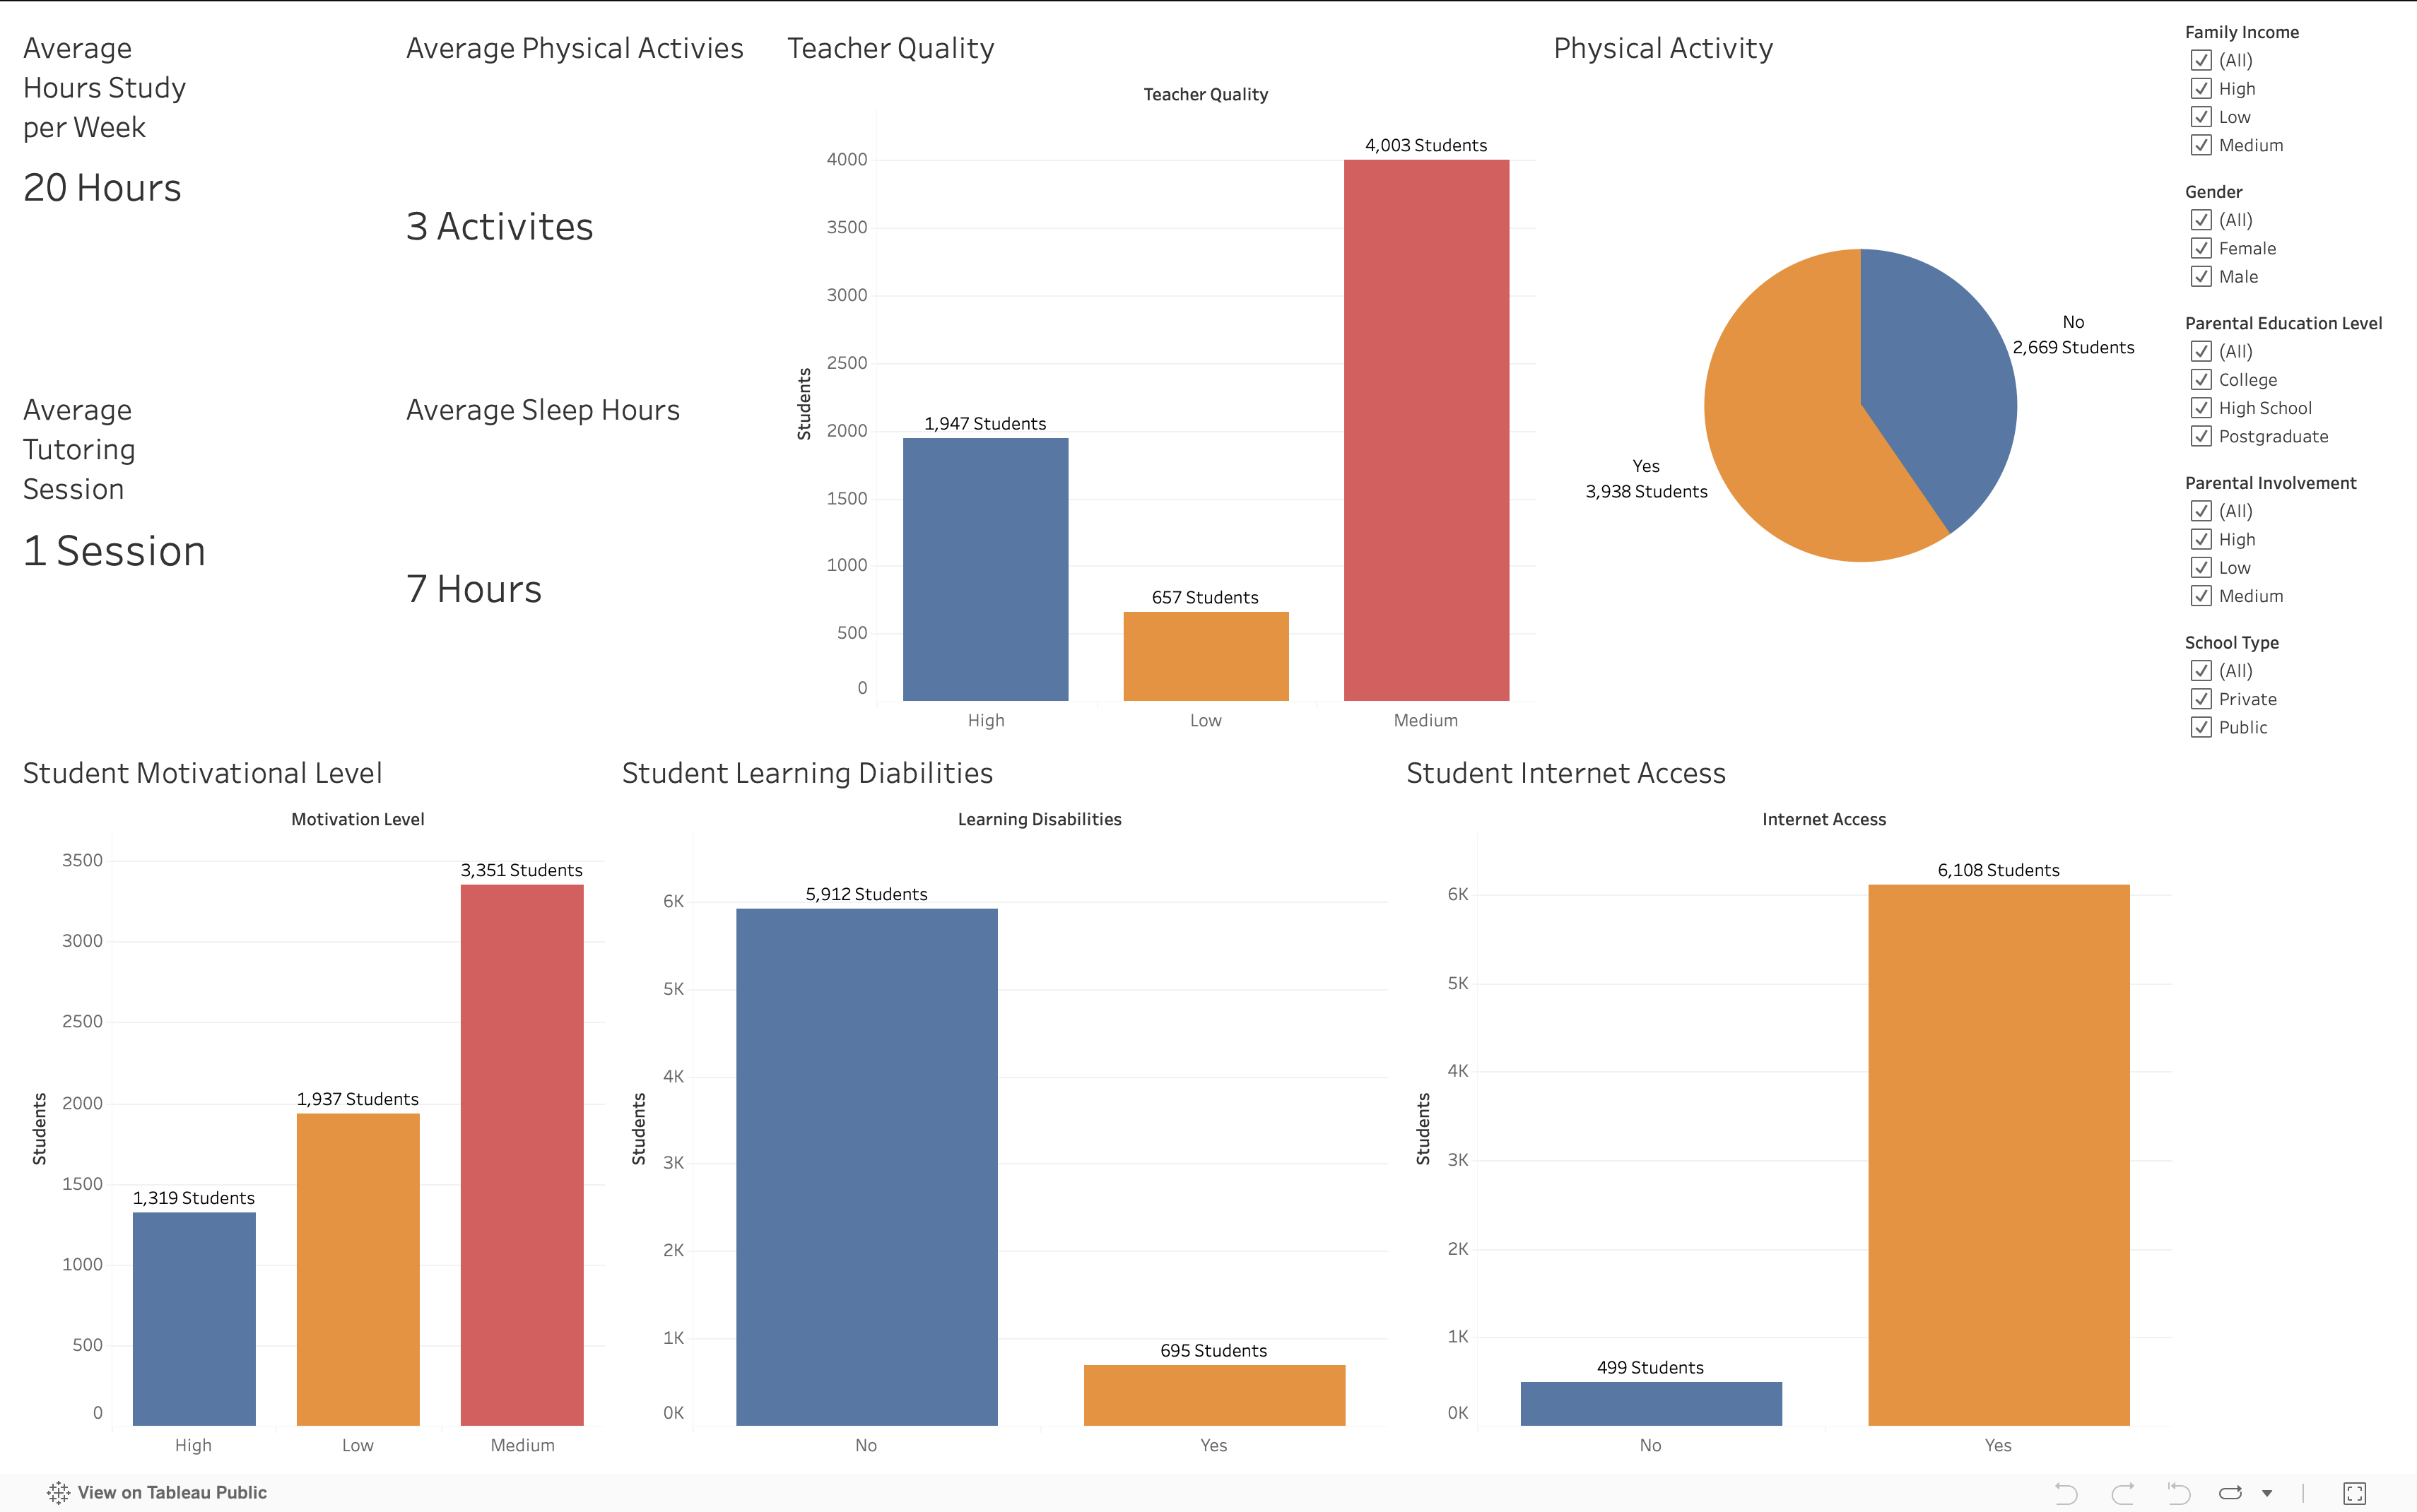 Average
Hours Study
per Week
20 Hours
Average Physical Activies
3 Activites
Average
Tutoring
Session
1 Session
Average Sleep Hours
7 Hours
Teacher Quality
Teacher Quality
Students
4000
3500
3000
2500
2000
1500
1000
500
0
1,947 Students
657 Students
4,003 Students
High
Low
Medium
Physical Activity
No
2,669 Students
Yes
3,938 Students
Family Income
(All)
High
Low
Medium
Gender
(All)
Female
Male
Parental Education Level
(All)
College
High School
Postgraduate
Parental Involvement
(All)
High
Low
Medium
School Type
(All)
Private
Public
Student Motivational Level
Motivation Level
Students
3500
3000
2500
2000
1500
1000
500
0
1,319 Students
1,937 Students
3,351 Students
High
Low
Medium
Student Learning Diabilities
Learning Disabilities
Students
6K
5K
4K
3K
2K
1K
0K
5,912 Students
695 Students
No
Yes
Student Internet Access
Internet Access
Students
6K
5K
4K
3K
2K
1K
0K
499 Students
6,108 Students
No
Yes
View on Tableau Public